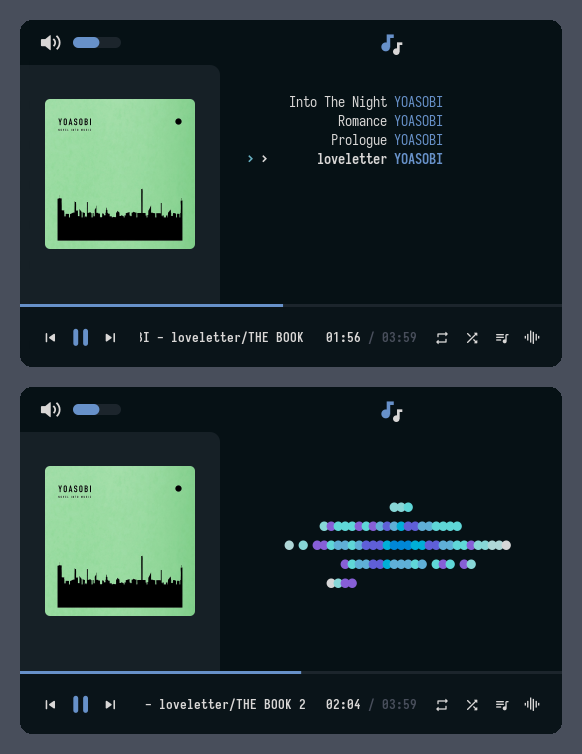 YOASOBI
Into The Night YOASOBI
Romance YOASOBI
Prologue YOASOBI
› › loveletter YOASOBI
BI - loveletter/THE BOOK 01:56 / 03:59
YOASOBI
- loveletter/THE BOOK 2 02:04 / 03:59